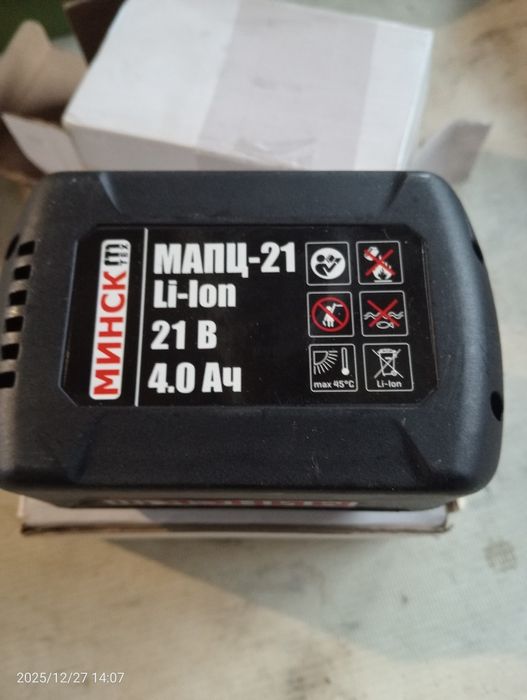 МИНСК
МАПЦ-21
Li-Ion
21 В
4.0 Ач
max 45°C
Li-Ion
2025/12/27 14:07